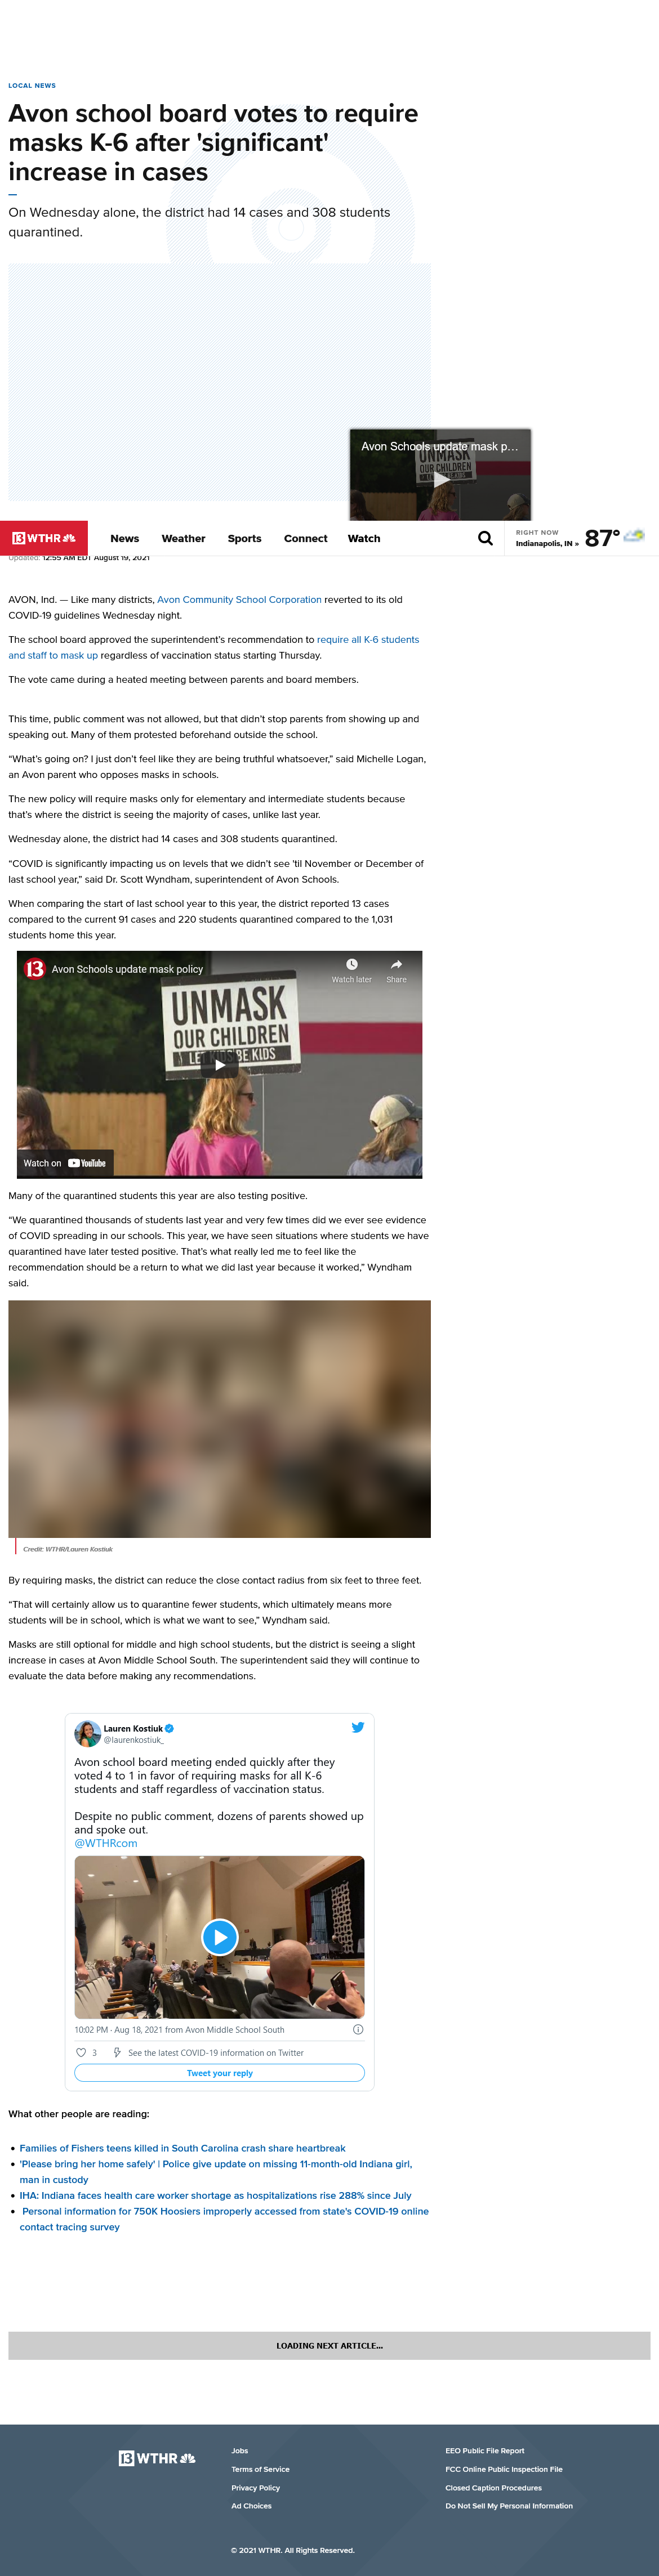 LOCAL NEWS
Avon school board votes to require
masks K-6 after 'significant'
increase in cases
On Wednesday alone, the district had 14 cases and 308 students
quarantined.
Avon Schools update mask p...
UNMASK
OUR CHILDREN
13 WTHR
News
Weather
Sports
Connect
Watch
RIGHT NOW
Indianapolis, IN »
87°
Updated: 12:55 AM EDT August 19, 2021
AVON, Ind. — Like many districts, Avon Community School Corporation reverted to its old
COVID-19 guidelines Wednesday night.
The school board approved the superintendent's recommendation to require all K-6 students
and staff to mask up regardless of vaccination status starting Thursday.
The vote came during a heated meeting between parents and board members.
This time, public comment was not allowed, but that didn't stop parents from showing up and
speaking out. Many of them protested beforehand outside the school.
“What’s going on? I just don’t feel like they are being truthful whatsoever,” said Michelle Logan,
an Avon parent who opposes masks in schools.
The new policy will require masks only for elementary and intermediate students because
that’s where the district is seeing the majority of cases, unlike last year.
Wednesday alone, the district had 14 cases and 308 students quarantined.
“COVID is significantly impacting us on levels that we didn’t see 'til November or December of
last school year,” said Dr. Scott Wyndham, superintendent of Avon Schools.
When comparing the start of last school year to this year, the district reported 13 cases
compared to the current 91 cases and 220 students quarantined compared to the 1,031
students home this year.
13
Avon Schools update mask policy
Watch later
Share
UNMASK
OUR CHILDREN
LET KIDS BE KIDS
Watch on YouTube
Many of the quarantined students this year are also testing positive.
“We quarantined thousands of students last year and very few times did we ever see evidence
of COVID spreading in our schools. This year, we have seen situations where students we have
quarantined have later tested positive. That’s what really led me to feel like the
recommendation should be a return to what we did last year because it worked,” Wyndham
said.
Credit: WTHR/Lauren Kostiuk
By requiring masks, the district can reduce the close contact radius from six feet to three feet.
“That will certainly allow us to quarantine fewer students, which ultimately means more
students will be in school, which is what we want to see,” Wyndham said.
Masks are still optional for middle and high school students, but the district is seeing a slight
increase in cases at Avon Middle School South. The superintendent said they will continue to
evaluate the data before making any recommendations.
Lauren Kostiuk
@laurenkostiuk_
Avon school board meeting ended quickly after they
voted 4 to 1 in favor of requiring masks for all K-6
students and staff regardless of vaccination status.
Despite no public comment, dozens of parents showed up
and spoke out.
@WTHRcom
10:02 PM · Aug 18, 2021 from Avon Middle School South
3
See the latest COVID-19 information on Twitter
Tweet your reply
What other people are reading:
Families of Fishers teens killed in South Carolina crash share heartbreak
'Please bring her home safely' | Police give update on missing 11-month-old Indiana girl,
man in custody
IHA: Indiana faces health care worker shortage as hospitalizations rise 288% since July
Personal information for 750K Hoosiers improperly accessed from state's COVID-19 online
contact tracing survey
LOADING NEXT ARTICLE...
13 WTHR
Jobs
Terms of Service
Privacy Policy
Ad Choices
EEO Public File Report
FCC Online Public Inspection File
Closed Caption Procedures
Do Not Sell My Personal Information
© 2021 WTHR. All Rights Reserved.